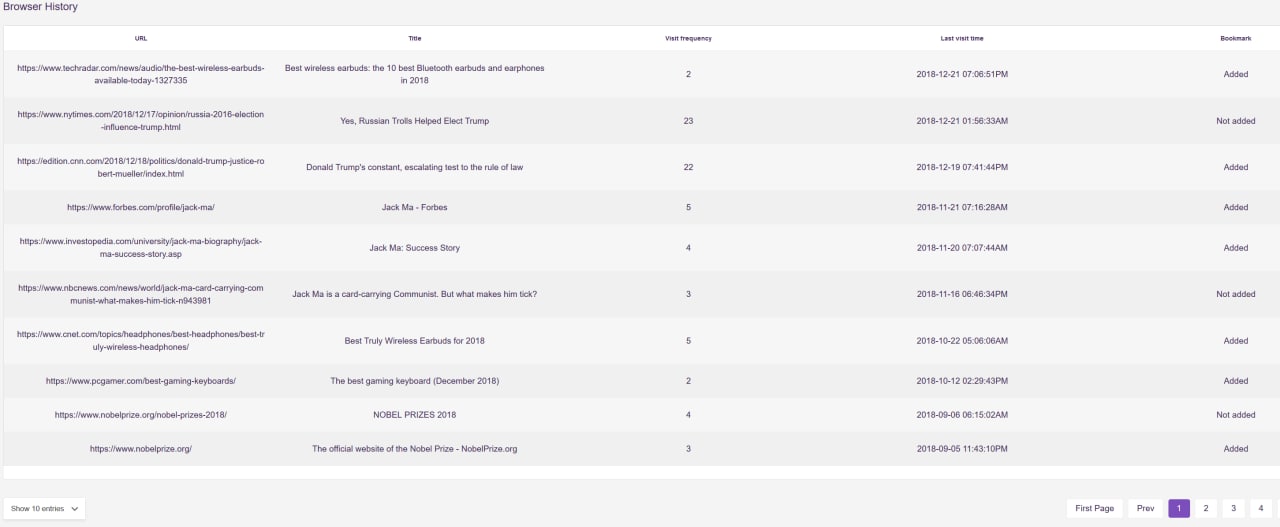 Browser History
URL Title Visit frequency Last visit time Bookmark
https://www.techradar.com/news/audio/the-best-wireless-earbuds-
available-today-1327335
Best wireless earbuds: the 10 best Bluetooth earbuds and earphones
in 2018
2 2018-12-21 07:06:51PM Added
https://www.nytimes.com/2018/12/17/opinion/russia-2016-election
-influence-trump.html
Yes, Russian Trolls Helped Elect Trump 23 2018-12-21 01:56:33AM Not added
https://edition.cnn.com/2018/12/18/politics/donald-trump-justice-ro
bert-mueller/index.html
Donald Trump's constant, escalating test to the rule of law 22 2018-12-19 07:41:44PM Added
https://www.forbes.com/profile/jack-ma/ Jack Ma - Forbes 5 2018-11-21 07:16:28AM Added
https://www.investopedia.com/university/jack-ma-biography/jack-
ma-success-story.asp
Jack Ma: Success Story 4 2018-11-20 07:07:44AM Added
https://www.nbcnews.com/news/world/jack-ma-card-carrying-com
munist-what-makes-him-tick-n943981
Jack Ma is a card-carrying Communist. But what makes him tick? 3 2018-11-16 06:46:34PM Not added
https://www.cnet.com/topics/headphones/best-headphones/best-tr
uly-wireless-headphones/
Best Truly Wireless Earbuds for 2018 5 2018-10-22 05:06:06AM Added
https://www.pcgamer.com/best-gaming-keyboards/ The best gaming keyboard (December 2018) 2 2018-10-12 02:29:43PM Added
https://www.nobelprize.org/nobel-prizes-2018/ NOBEL PRIZES 2018 4 2018-09-06 06:15:02AM Not added
https://www.nobelprize.org/ The official website of the Nobel Prize - NobelPrize.org 3 2018-09-05 11:43:10PM Added
Show 10 entries First Page Prev 1 2 3 4